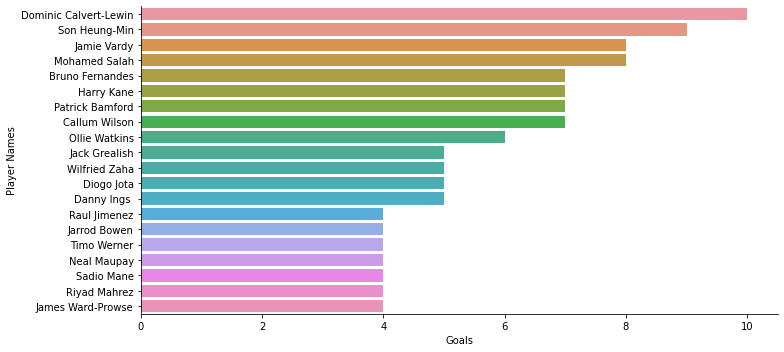 Dominic Calvert-Lewin
Son Heung-Min
Jamie Vardy
Mohamed Salah
Bruno Fernandes
Harry Kane
Patrick Bamford
Callum Wilson
Ollie Watkins
Jack Grealish
Wilfried Zaha
Diogo Jota
Danny Ings
Raul Jimenez
Jarrod Bowen
Timo Werner
Neal Maupay
Sadio Mane
Riyad Mahrez
James Ward-Prowse
Player Names
0 2 4 6 8 10
Goals